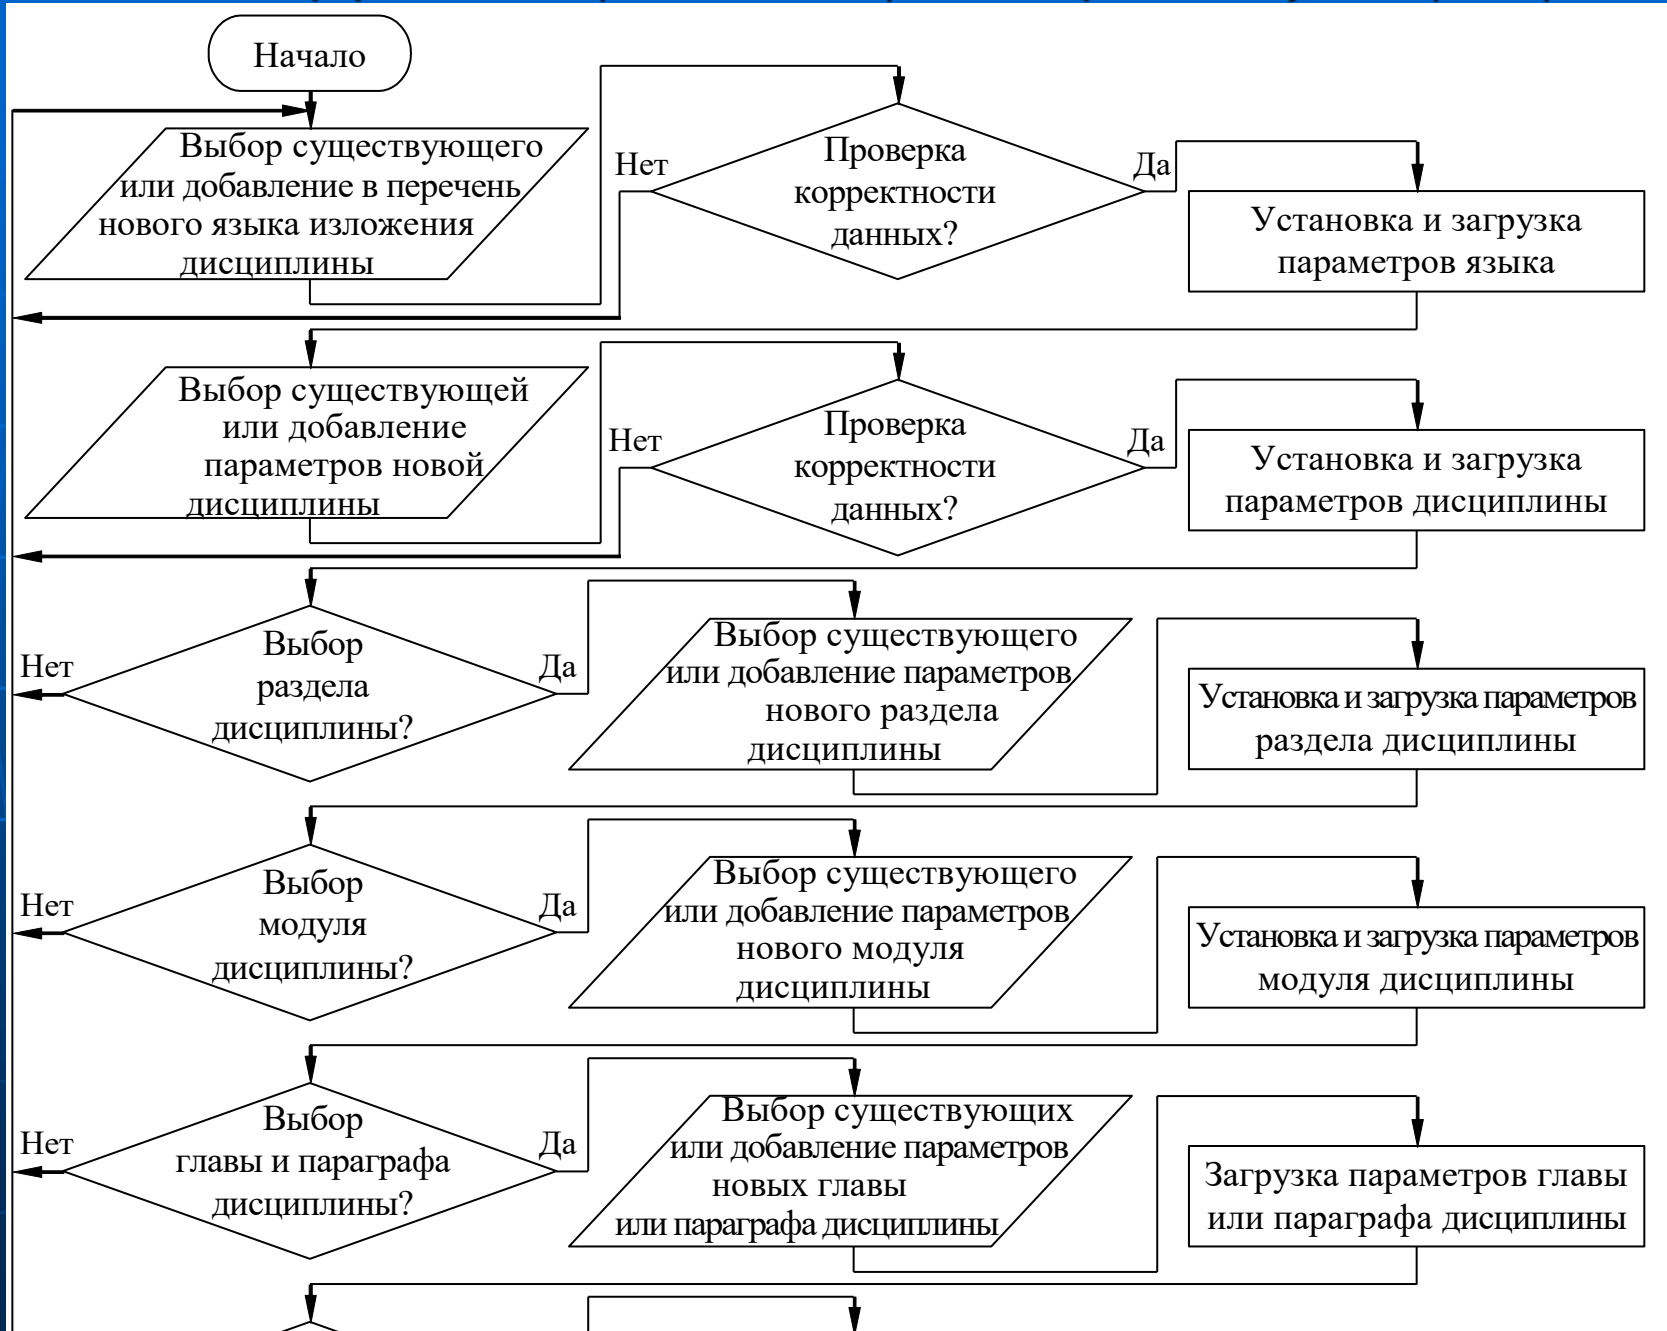 Начало
Выбор существующего
или добавление в перечень
нового языка изложения
дисциплины
Нет
Проверка
корректности
данных?
Да
Установка и загрузка
параметров языка
Выбор существующей
или добавление
параметров новой
дисциплины
Нет
Проверка
корректности
данных?
Да
Установка и загрузка
параметров дисциплины
Нет
Выбор
раздела
дисциплины?
Да
Выбор существующего
или добавление параметров
нового раздела
дисциплины
Установка и загрузка параметров
раздела дисциплины
Нет
Выбор
модуля
дисциплины?
Да
Выбор существующего
или добавление параметров
нового модуля
дисциплины
Установка и загрузка параметров
модуля дисциплины
Нет
Выбор
главы и параграфа
дисциплины?
Да
Выбор существующих
или добавление параметров
новых главы
или параграфа дисциплины
Загрузка параметров главы
или параграфа дисциплины